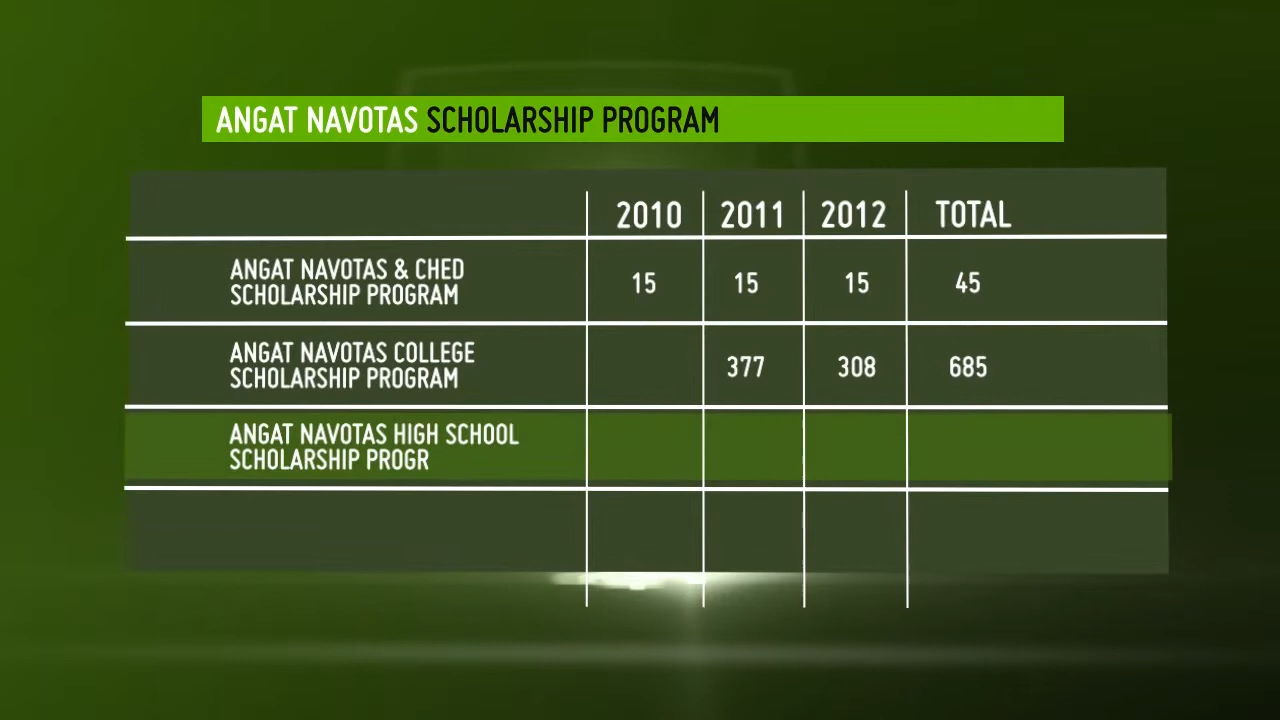 ANGAT NAVOTAS SCHOLARSHIP PROGRAM
2010 2011 2012 TOTAL
ANGAT NAVOTAS & CHED
SCHOLARSHIP PROGRAM
15 15 15 45
ANGAT NAVOTAS COLLEGE
SCHOLARSHIP PROGRAM
377 308 685
ANGAT NAVOTAS HIGH SCHOOL
SCHOLARSHIP PROGR